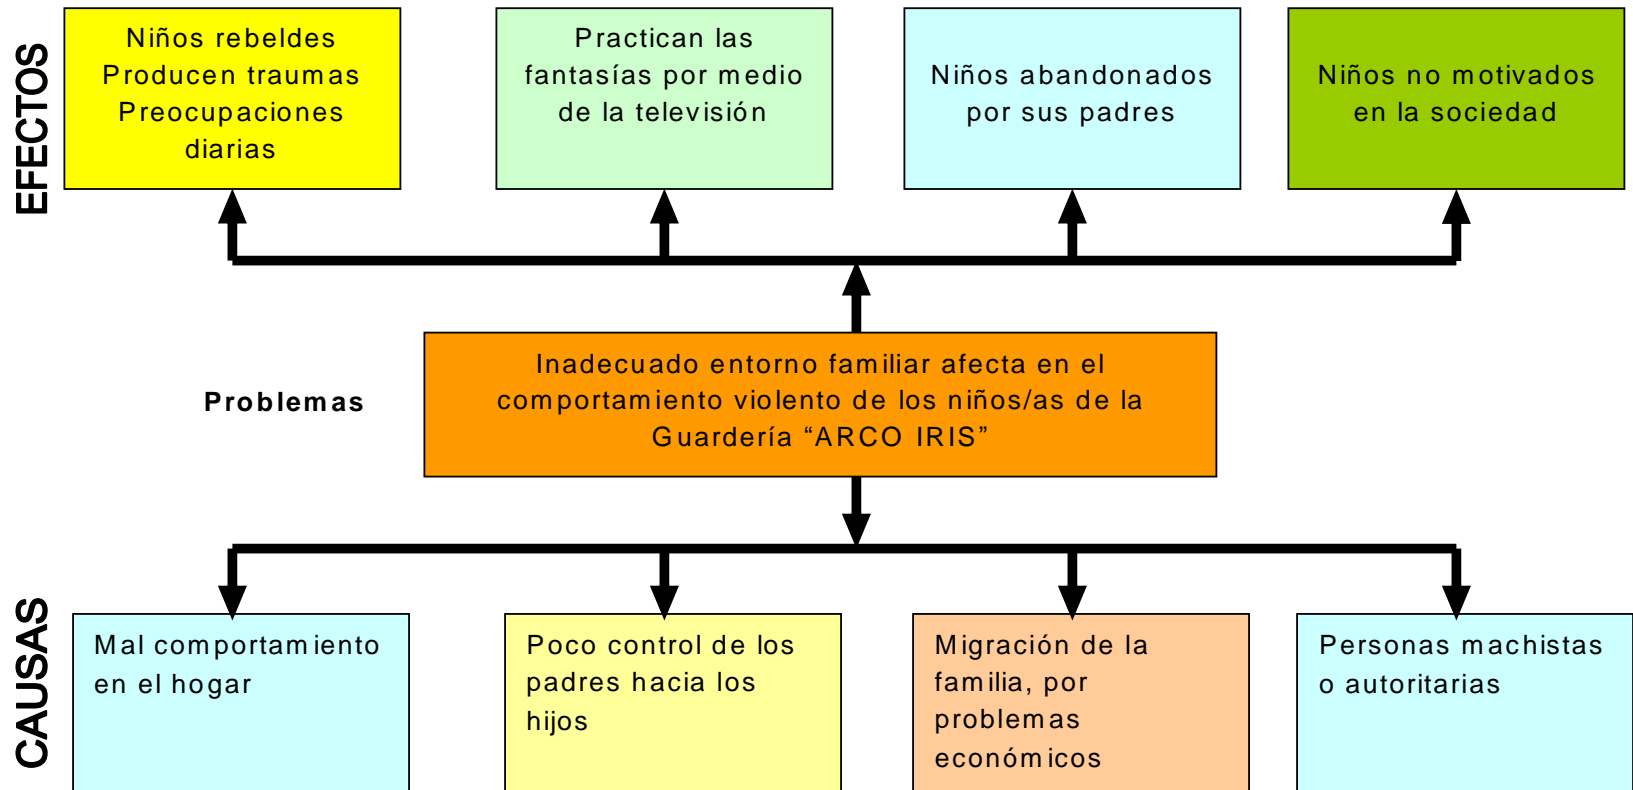 EFECTOS
Niños rebeldes
Producen traumas
Preocupaciones
diarias
Practican las
fantasías por medio
de la televisión
Niños abandonados
por sus padres
Niños no motivados
en la sociedad
Problemas
Inadecuado entorno familiar afecta en el
comportamiento violento de los niños/as de la
Guardería “ARCO IRIS”
CAUSAS
Mal comportamiento
en el hogar
Poco control de los
padres hacia los
hijos
Migración de la
familia, por
problemas
económicos
Personas machistas
o autoritarias